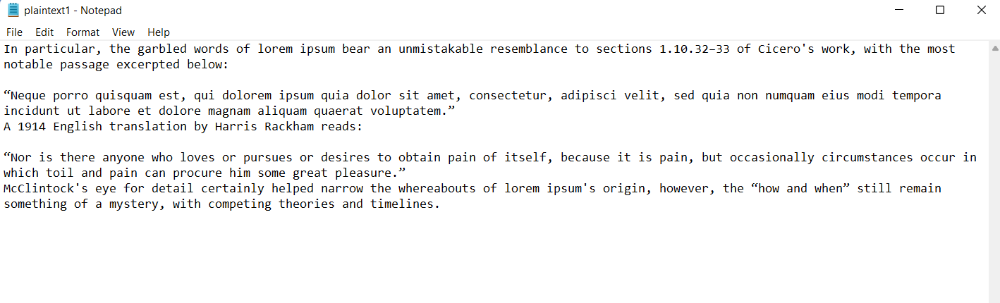 plaintext1 - Notepad
File Edit Format View Help
In particular, the garbled words of lorem ipsum bear an unmistakable resemblance to sections 1.10.32–33 of Cicero's work, with the most
notable passage excerpted below:
“Neque porro quisquam est, qui dolorem ipsum quia dolor sit amet, consectetur, adipisci velit, sed quia non numquam eius modi tempora
incidunt ut labore et dolore magnam aliquam quaerat voluptatem.”
A 1914 English translation by Harris Rackham reads:
“Nor is there anyone who loves or pursues or desires to obtain pain of itself, because it is pain, but occasionally circumstances occur in
which toil and pain can procure him some great pleasure.”
McClintock's eye for detail certainly helped narrow the whereabouts of lorem ipsum's origin, however, the “how and when” still remain
something of a mystery, with competing theories and timelines.